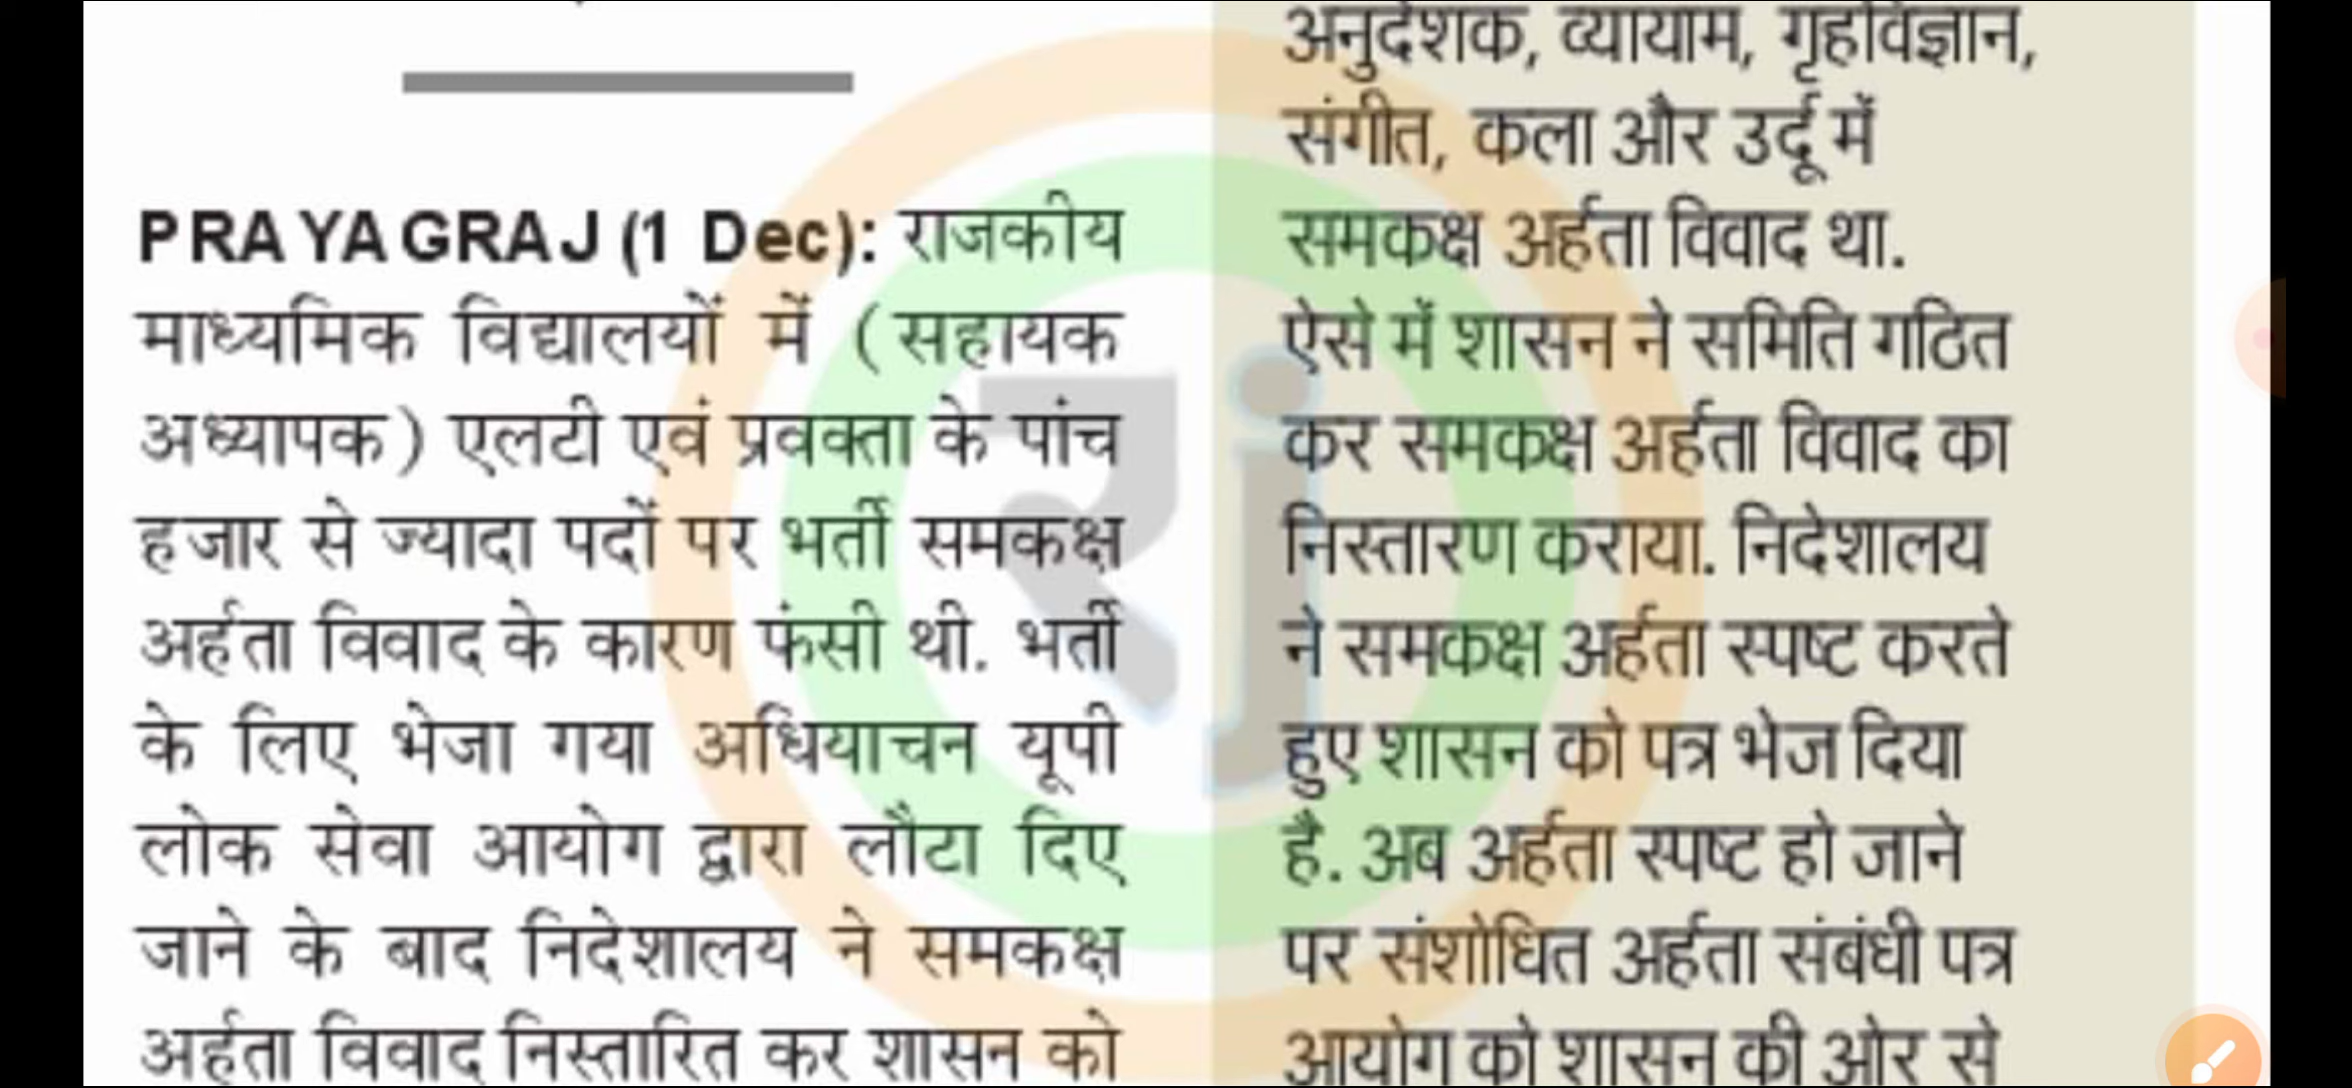 PRAYAGRAJ (1 Dec): राजकीय
माध्यमिक विद्यालयों में (सहायक
अध्यापक) एलटी एवं प्रवक्ता के पांच
हजार से ज्यादा पदों पर भर्ती समकक्ष
अर्हता विवाद के कारण फंसी थी. भर्ती
के लिए भेजा गया अधियाचन यूपी
लोक सेवा आयोग द्वारा लौटा दिए
जाने के बाद निदेशालय ने समकक्ष
अर्हता विवाद निस्तारित कर शासन को
अनुदेशक, व्यायाम, गृहविज्ञान,
संगीत, कला और उर्दू में
समकक्ष अर्हता विवाद था.
ऐसे में शासन ने समिति गठित
कर समकक्ष अर्हता विवाद का
निस्तारण कराया. निदेशालय
ने समकक्ष अर्हता स्पष्ट करते
हुए शासन को पत्र भेज दिया
है. अब अर्हता स्पष्ट हो जाने
पर संशोधित अर्हता संबंधी पत्र
आयोग को शासन की ओर से